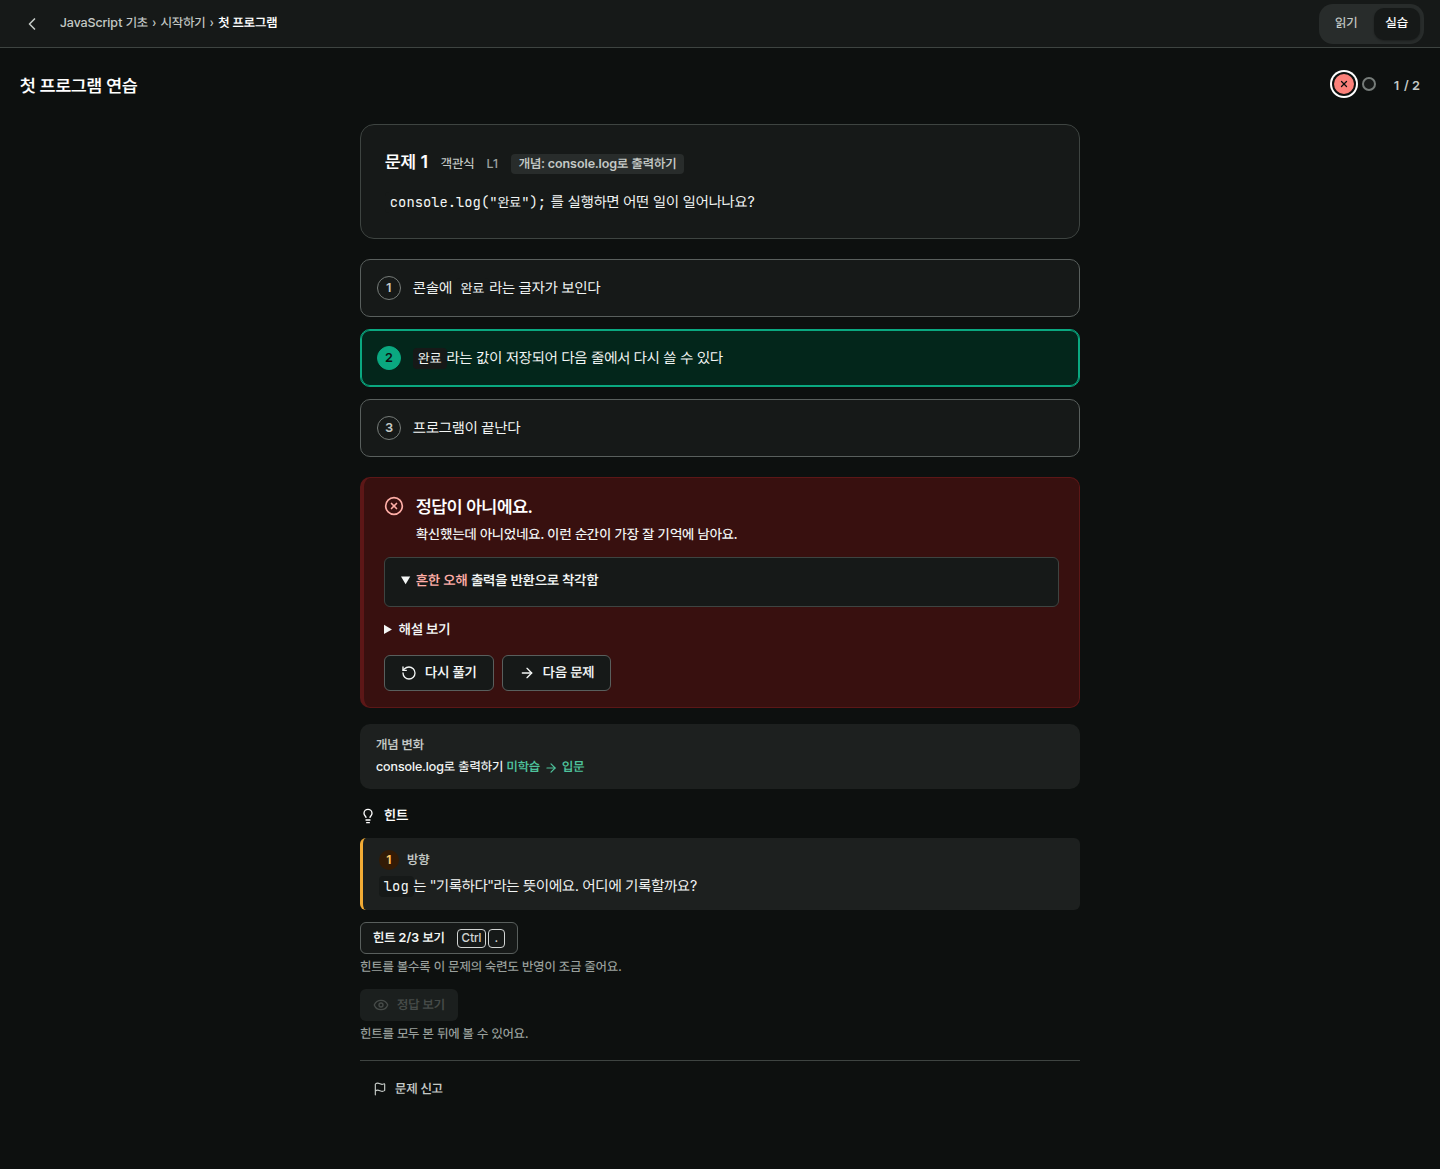 JavaScript 기초 › 시작하기 › 첫 프로그램
읽기 실습
첫 프로그램 연습
1 / 2
문제 1 객관식 L1 개념: console.log로 출력하기
console.log("완료"); 를 실행하면 어떤 일이 일어나나요?
1 콘솔에 완료 라는 글자가 보인다
2 완료 라는 값이 저장되어 다음 줄에서 다시 쓸 수 있다
3 프로그램이 끝난다
정답이 아니에요.
확신했는데 아니었네요. 이런 순간이 가장 잘 기억에 남아요.
▼ 흔한 오해 출력을 반환으로 착각함
▶ 해설 보기
다시 풀기 → 다음 문제
개념 변화
console.log로 출력하기 미학습 → 입문
힌트
1 방향
log 는 "기록하다"라는 뜻이에요. 어디에 기록할까요?
힌트 2/3 보기 Ctrl .
힌트를 볼수록 이 문제의 숙련도 반영이 조금 줄어요.
정답 보기
힌트를 모두 본 뒤에 볼 수 있어요.
문제 신고